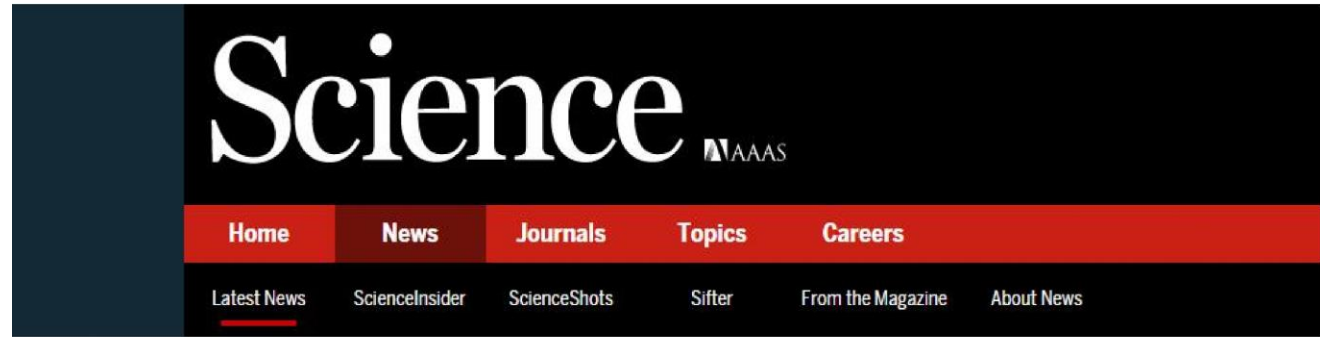 Science AAAS
Home News Journals Topics Careers
Latest News ScienceInsider ScienceShots Sifter From the Magazine About News